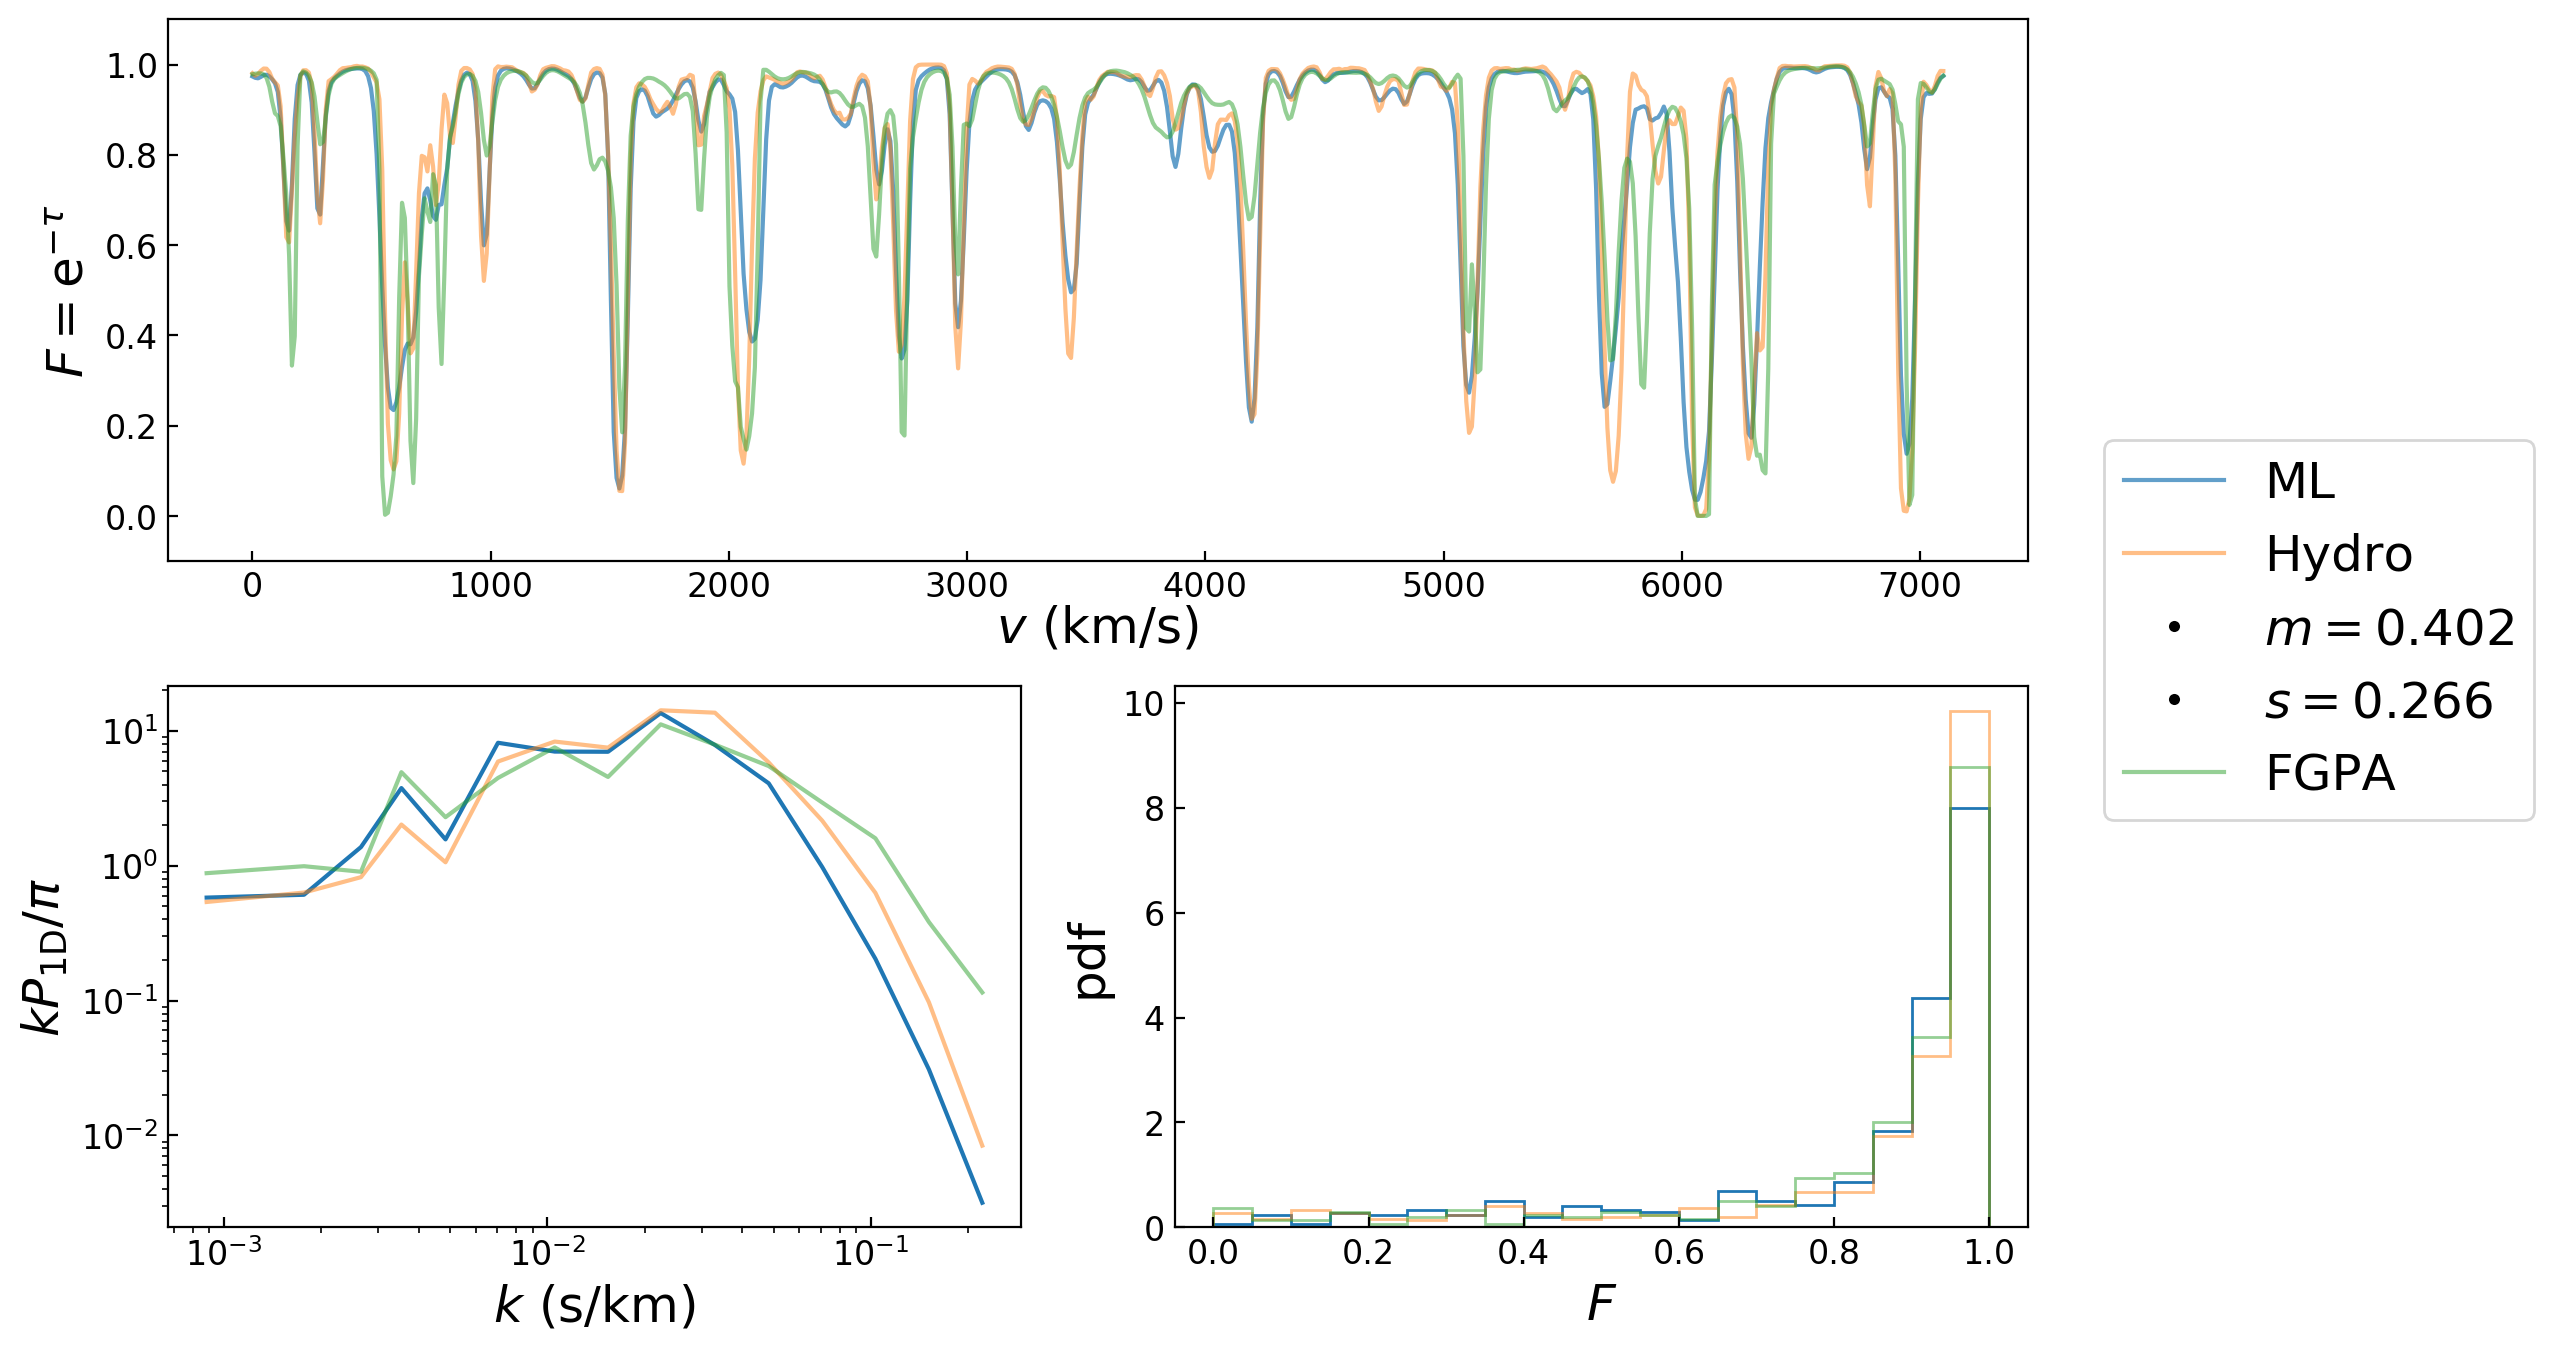 1.0
0.8
0.6
0.4
0.2
0.0
F = e^{−τ}
0 1000 2000 3000 4000 5000 6000 7000
v (km/s)
ML
Hydro
m = 0.402
s = 0.266
FGPA
10^1
10^0
10^{−1}
10^{−2}
kP_{1D}/π
10^{−3} 10^{−2} 10^{−1}
k (s/km)
10
8
6
4
2
0
pdf
0.0 0.2 0.4 0.6 0.8 1.0
F